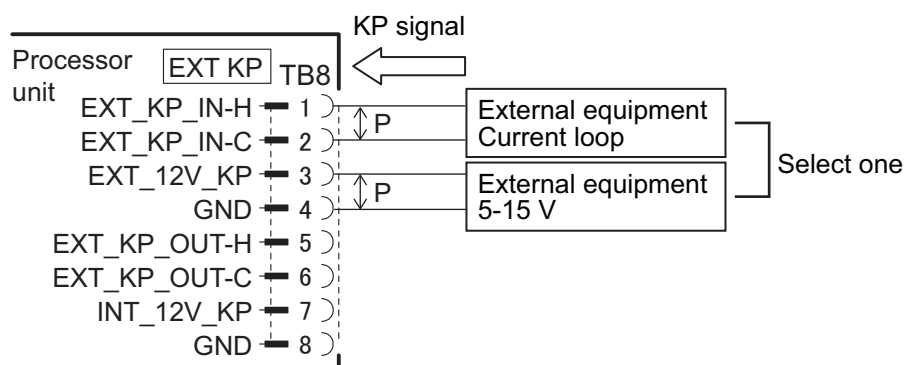 KP signal
Processor
unit
EXT KP
TB8
EXT_KP_IN-H 1
EXT_KP_IN-C 2
EXT_12V_KP 3
GND 4
EXT_KP_OUT-H 5
EXT_KP_OUT-C 6
INT_12V_KP 7
GND 8
P
P
External equipment
Current loop
External equipment
5-15 V
Select one